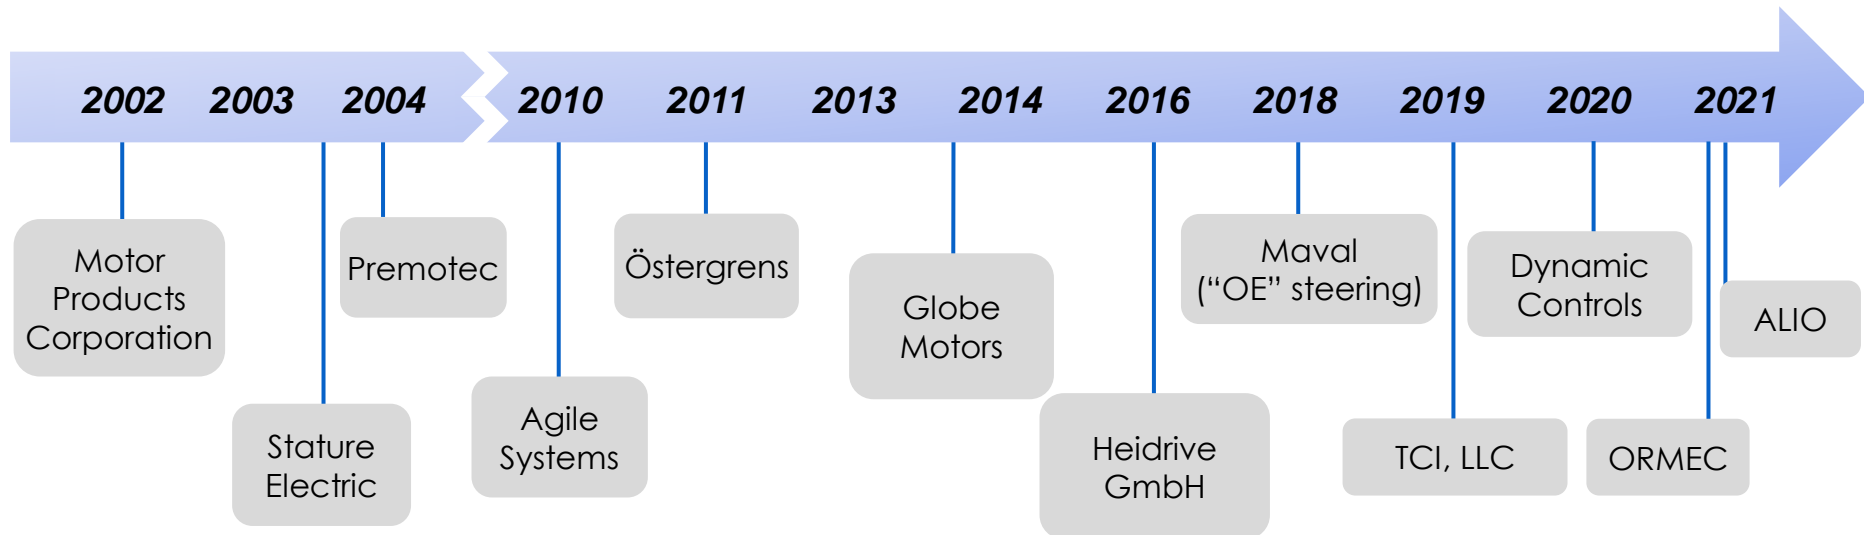 2002 2003 2004 2010 2011 2013 2014 2016 2018 2019 2020 2021
Motor
Products
Corporation
Stature
Electric
Premotec
Agile
Systems
Östergrens
Globe
Motors
Heidrive
GmbH
Maval
(“OE” steering)
TCI, LLC
Dynamic
Controls
ORMEC
ALIO